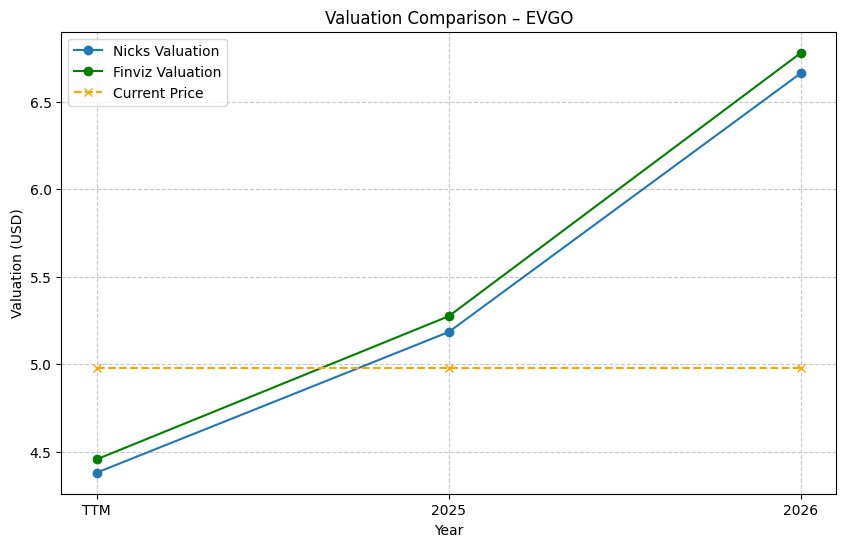 Valuation Comparison – EVGO
Nicks Valuation
Finviz Valuation
Current Price
Valuation (USD)
6.5
6.0
5.5
5.0
4.5
TTM
2025
2026
Year